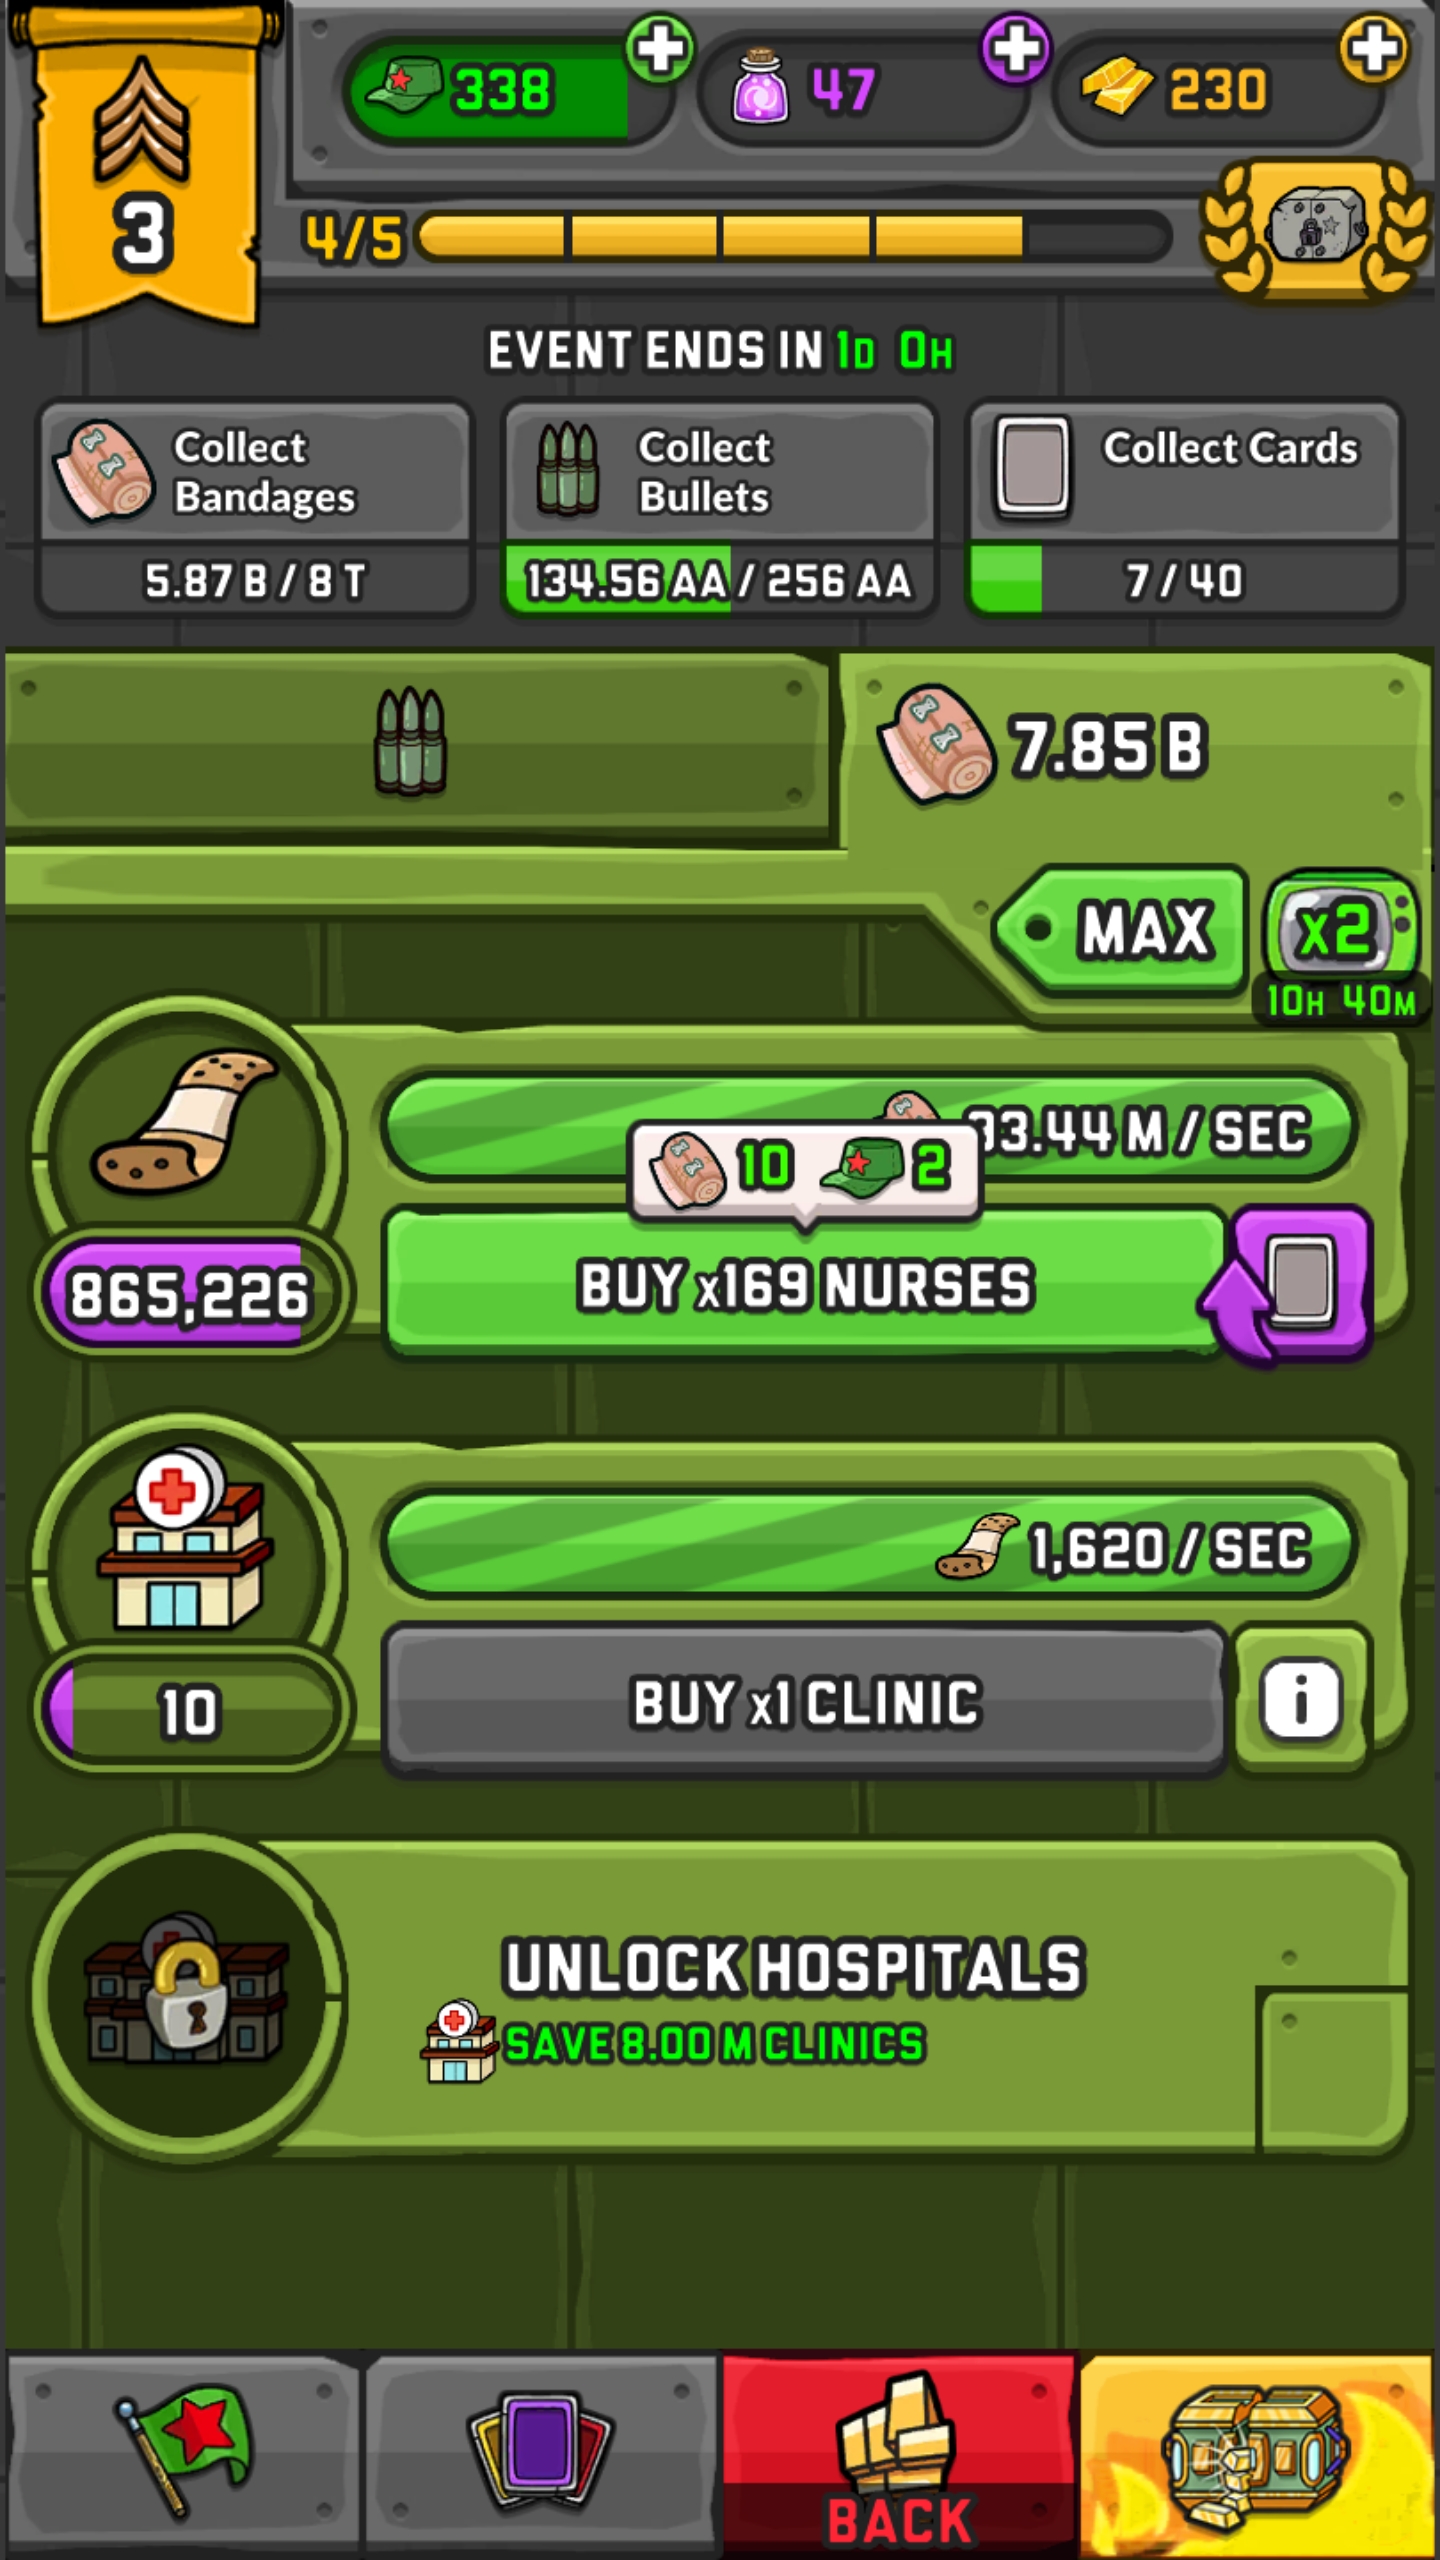 338
47
230
3
4/5
EVENT ENDS IN 1D 0H
Collect
Bandages
5.87 B / 8 T
Collect
Bullets
134.56 AA / 256 AA
Collect Cards
7 / 40
7.85 B
MAX
x2
10H 40M
3.44 M / SEC
10
2
865,226
BUY x169 NURSES
1,620 / SEC
10
BUY x1 CLINIC
i
UNLOCK HOSPITALS
SAVE 8.00 M CLINICS
BACK